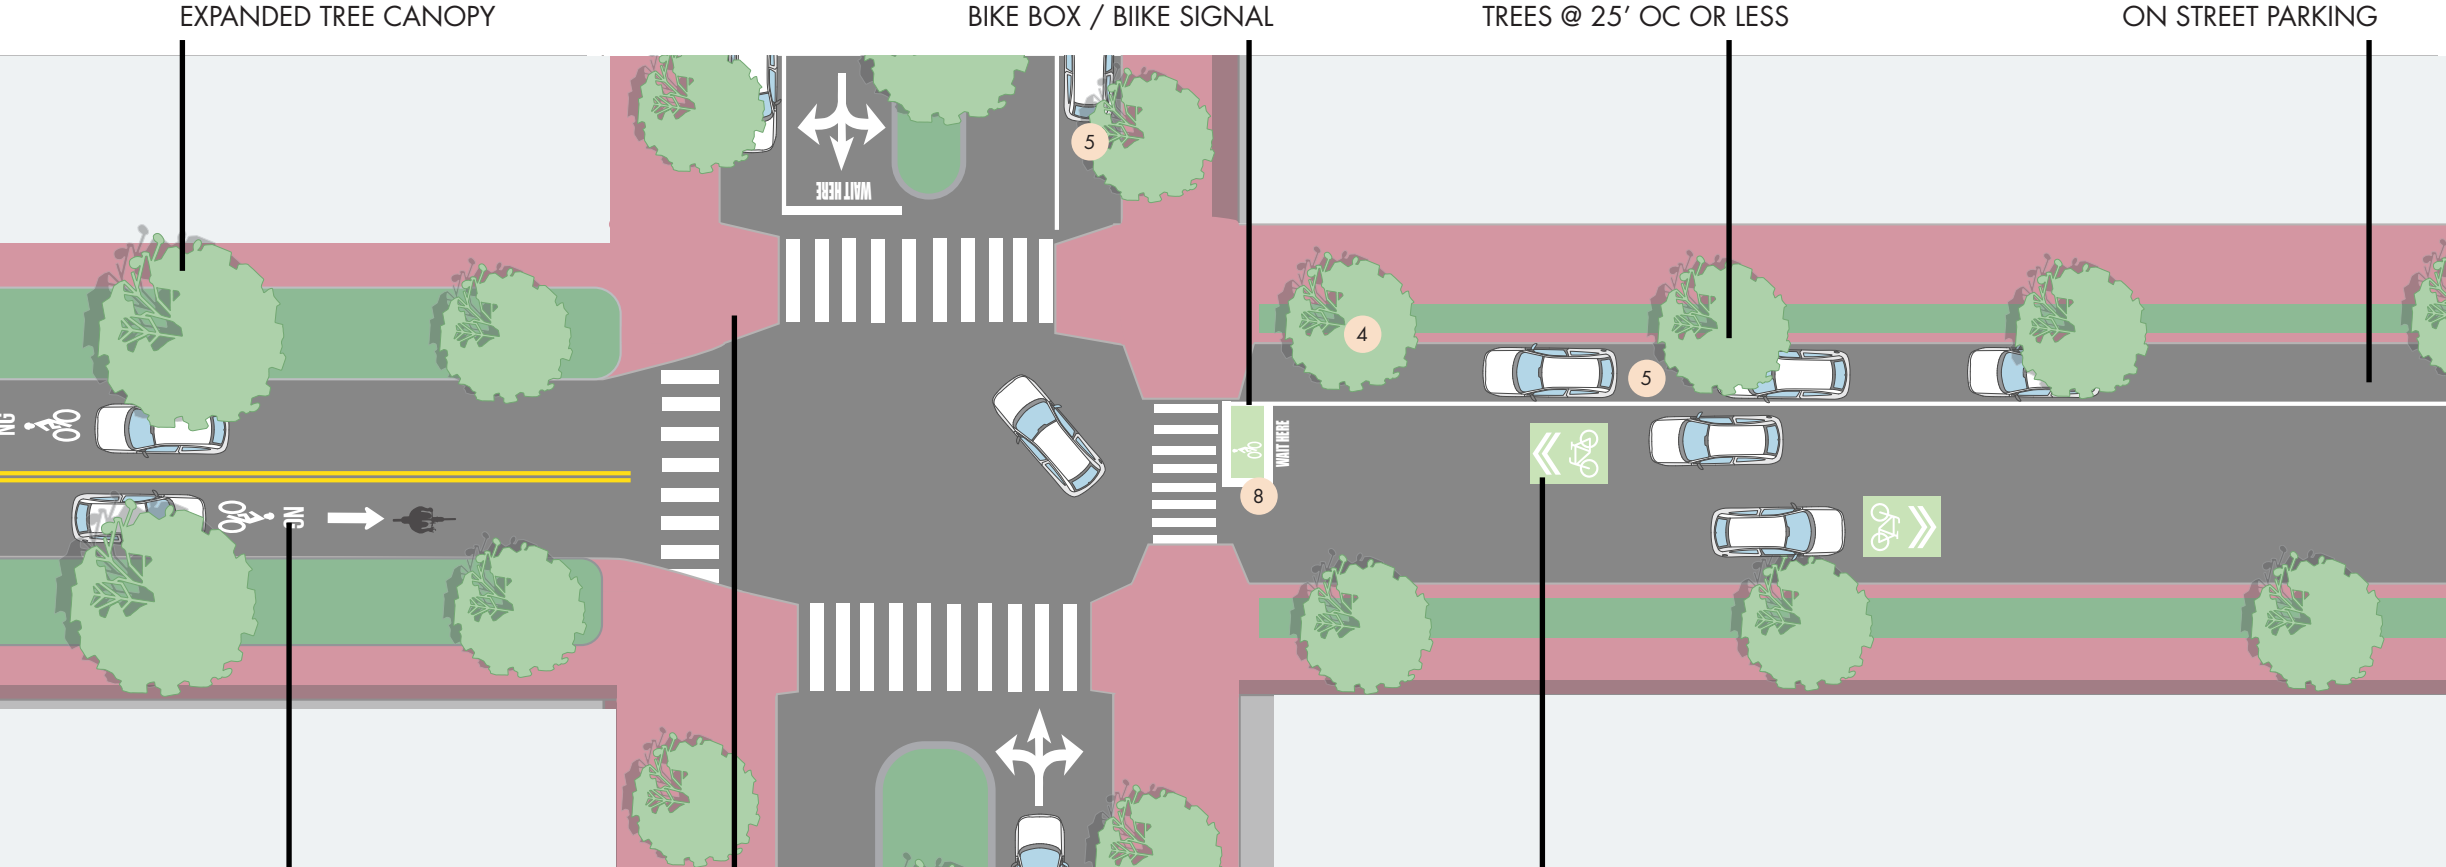 EXPANDED TREE CANOPY
BIKE BOX / BIIKE SIGNAL
TREES @ 25’ OC OR LESS
ON STREET PARKING
5
WAIT HERE
4
5
WAIT HERE
8